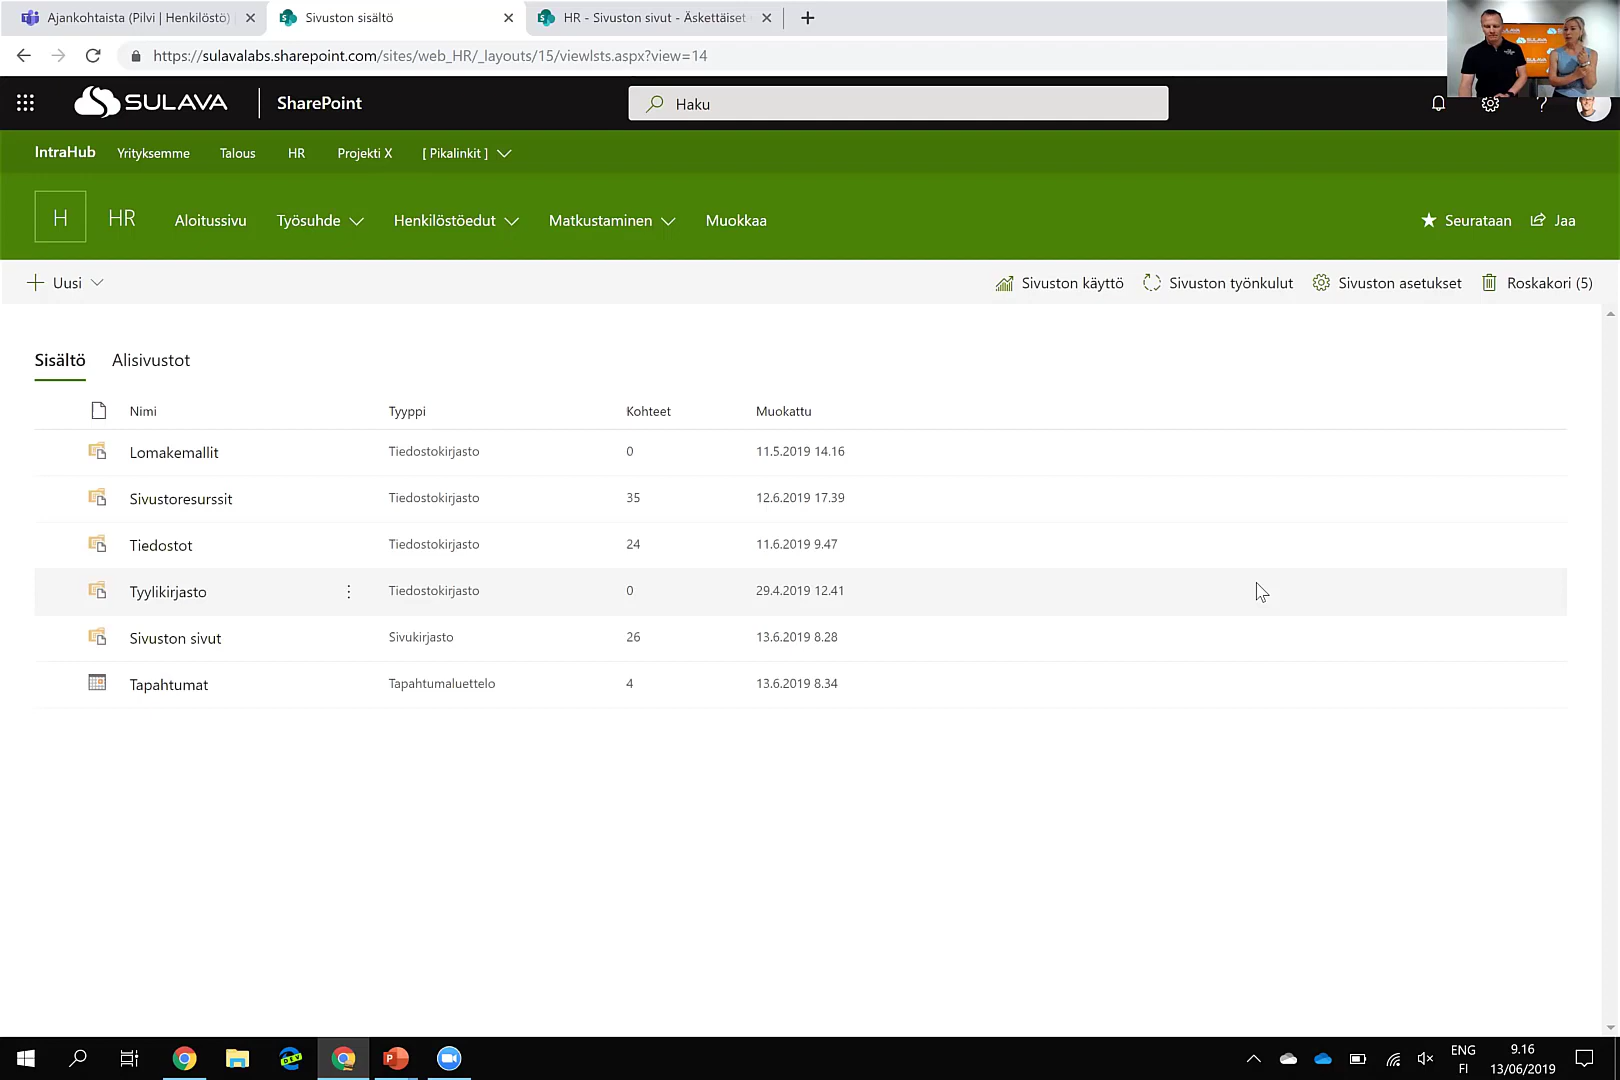 Ajankohtaista (Pilvi | Henkilöstö)
Sivuston sisältö
HR - Sivuston sivut - Äskettäiset
https://sulavalabs.sharepoint.com/sites/web_HR/_layouts/15/viewlsts.aspx?view=14
SULAVA
SharePoint
Haku
IntraHub
Yrityksemme
Talous
HR
Projekti X
[ Pikalinkit ]
H
HR
Aloitussivu
Työsuhde
Henkilöstöedut
Matkustaminen
Muokkaa
Seurataan
Jaa
Uusi
Sivuston käyttö
Sivuston työnkulut
Sivuston asetukset
Roskakori (5)
Sisältö
Alisivustot
Nimi Tyyppi Kohteet Muokattu
Lomakemallit Tiedostokirjasto 0 11.5.2019 14.16
Sivustoresurssit Tiedostokirjasto 35 12.6.2019 17.39
Tiedostot Tiedostokirjasto 24 11.6.2019 9.47
Tyylikirjasto Tiedostokirjasto 0 29.4.2019 12.41
Sivuston sivut Sivukirjasto 26 13.6.2019 8.28
Tapahtumat Tapahtumaluettelo 4 13.6.2019 8.34
DEV
ENG
FI
9.16
13/06/2019